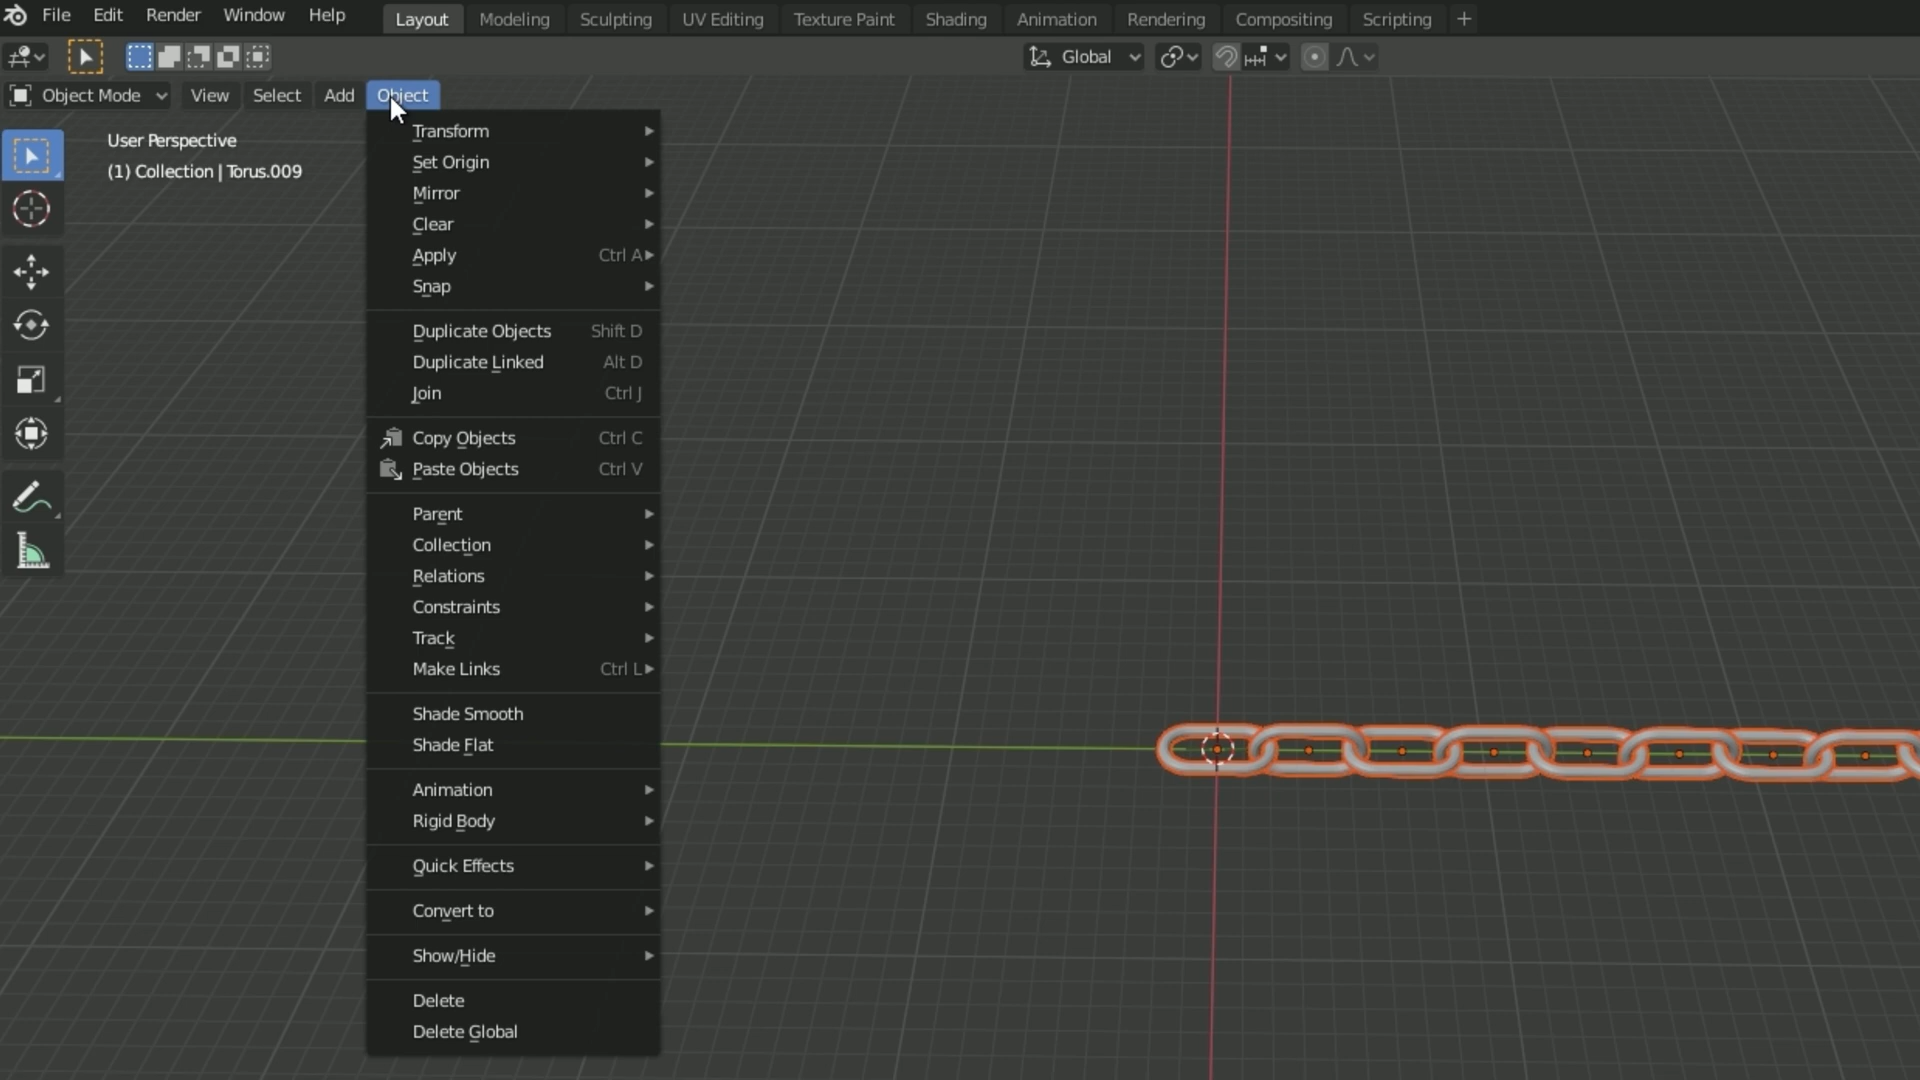 File Edit Render Window Help Layout Modeling Sculpting UV Editing Texture Paint Shading Animation Rendering Compositing Scripting +
Global
Object Mode View Select Add Object
User Perspective
(1) Collection | Torus.009
Transform
Set Origin
Mirror
Clear
Apply Ctrl A
Snap
Duplicate Objects Shift D
Duplicate Linked Alt D
Join Ctrl J
Copy Objects Ctrl C
Paste Objects Ctrl V
Parent
Collection
Relations
Constraints
Track
Make Links Ctrl L
Shade Smooth
Shade Flat
Animation
Rigid Body
Quick Effects
Convert to
Show/Hide
Delete
Delete Global